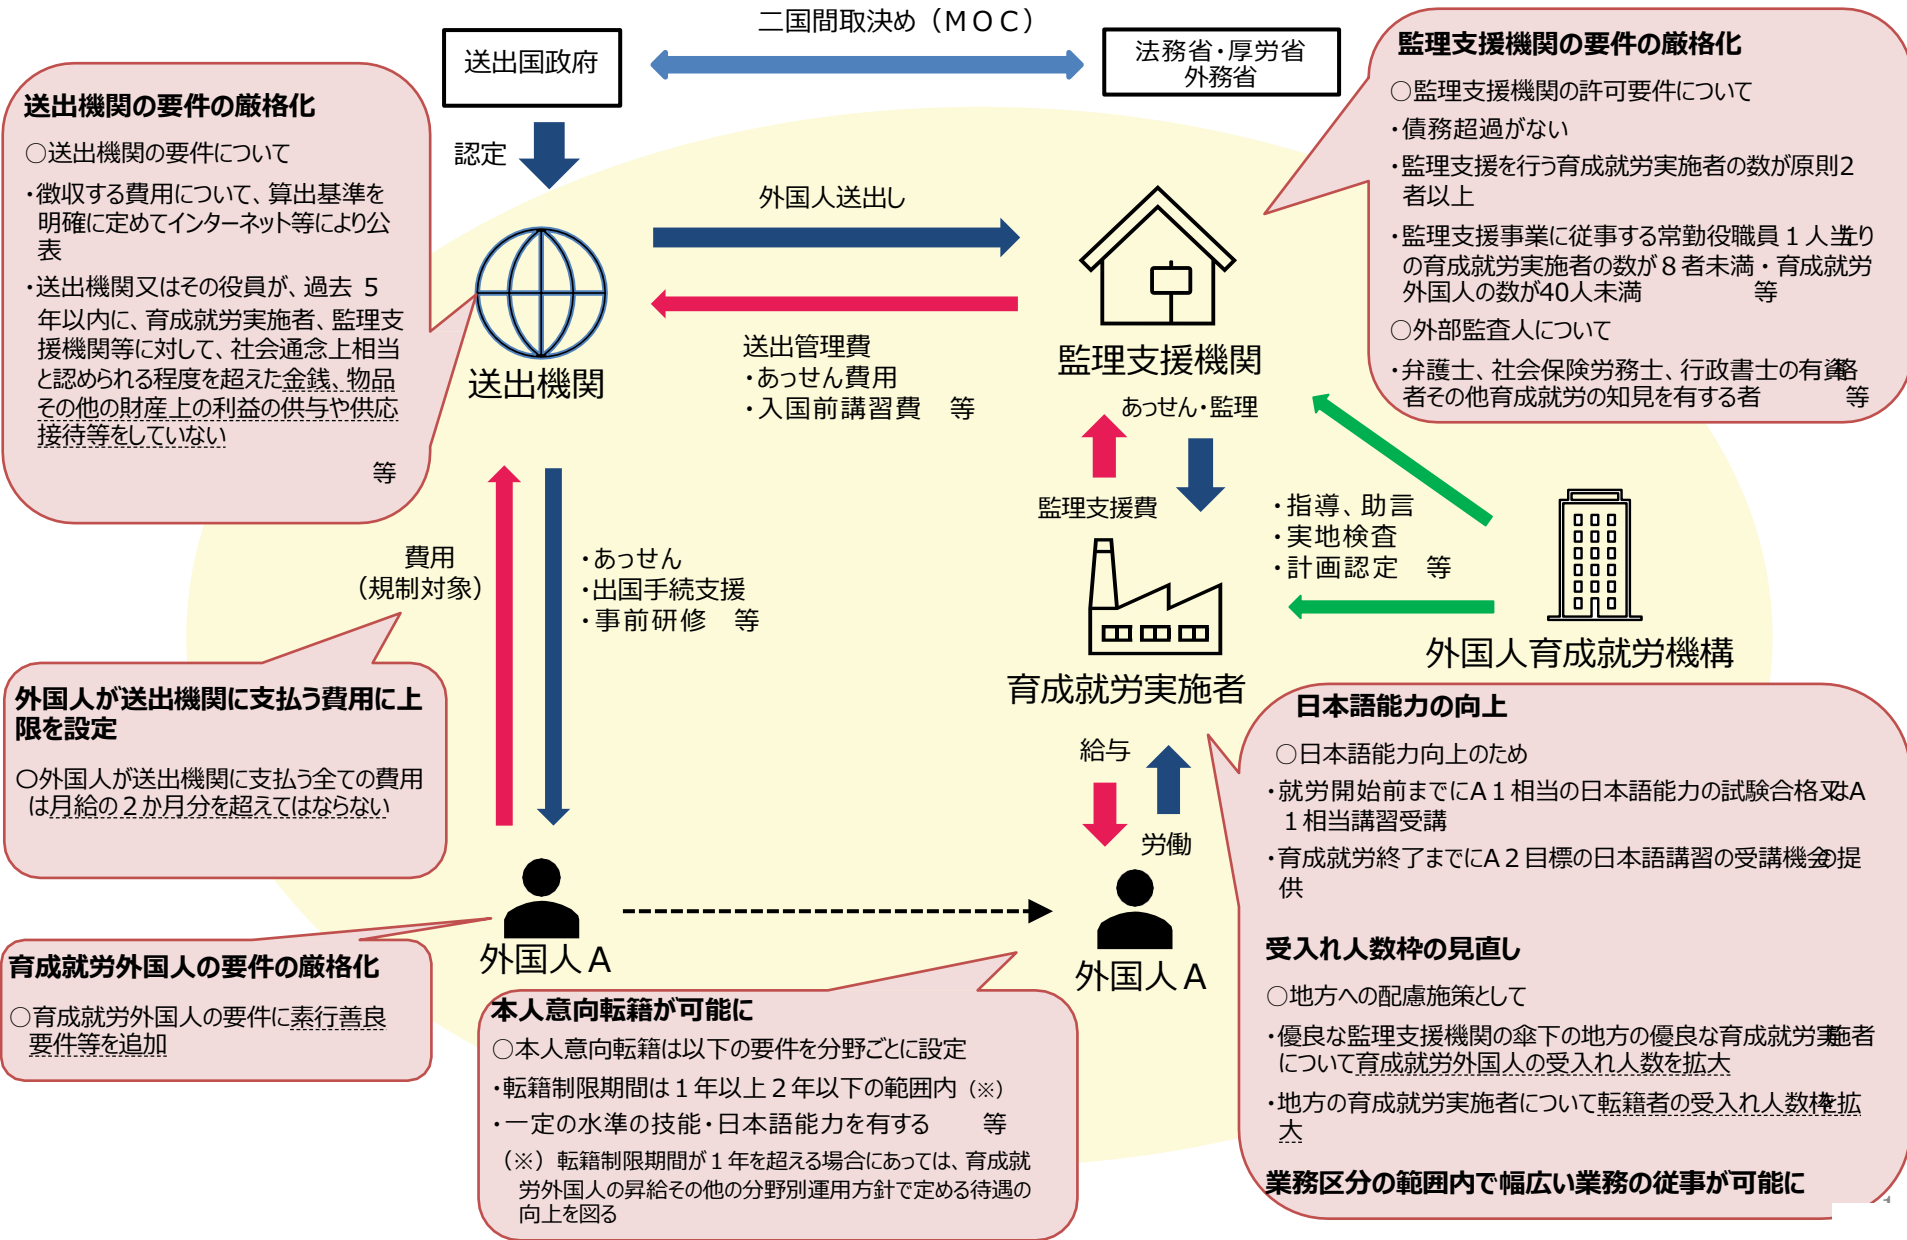 二国間取決め（ＭＯＣ）
送出国政府
法務省・厚労省
外務省
送出機関の要件の厳格化
○送出機関の要件について
・徴収する費用について、算出基準を
明確に定めてインターネット等により公
表
・送出機関又はその役員が、過去 5
年以内に、育成就労実施者、監理支
援機関等に対して、社会通念上相当
と認められる程度を超えた金銭、物品
その他の財産上の利益の供与や供応
接待等をしていない
等
認定
外国人送出し
送出機関
送出管理費
・あっせん費用
・入国前講習費　等
監理支援機関
あっせん・監理
監理支援機関の要件の厳格化
○監理支援機関の許可要件について
・債務超過がない
・監理支援を行う育成就労実施者の数が原則2
者以上
・監理支援事業に従事する常勤役職員１人当たり
の育成就労実施者の数が８者未満・育成就労
外国人の数が40人未満　等
○外部監査人について
・弁護士、社会保険労務士、行政書士の有資格
者その他育成就労の知見を有する者　等
監理支援費
・指導、助言
・実地検査
・計画認定　等
費用
（規制対象）
・あっせん
・出国手続支援
・事前研修　等
外国人育成就労機構
育成就労実施者
外国人が送出機関に支払う費用に上
限を設定
○外国人が送出機関に支払う全ての費用
は月給の２か月分を超えてはならない
給与
労働
日本語能力の向上
○日本語能力向上のため
・就労開始前までにA１相当の日本語能力の試験合格又はA
１相当講習受講
・育成就労終了までにA２目標の日本語講習の受講機会の提
供
受入れ人数枠の見直し
○地方への配慮施策として
・優良な監理支援機関の傘下の地方の優良な育成就労実施者
について育成就労外国人の受入れ人数を拡大
・地方の育成就労実施者について転籍者の受入れ人数枠を拡
大
業務区分の範囲内で幅広い業務の従事が可能に
外国人Ａ
外国人Ａ
育成就労外国人の要件の厳格化
○育成就労外国人の要件に素行善良
要件等を追加
本人意向転籍が可能に
○本人意向転籍は以下の要件を分野ごとに設定
・転籍制限期間は１年以上２年以下の範囲内（※）
・一定の水準の技能・日本語能力を有する　等
（※）転籍制限期間が１年を超える場合にあっては、育成就
労外国人の昇給その他の分野別運用方針で定める待遇の
向上を図る